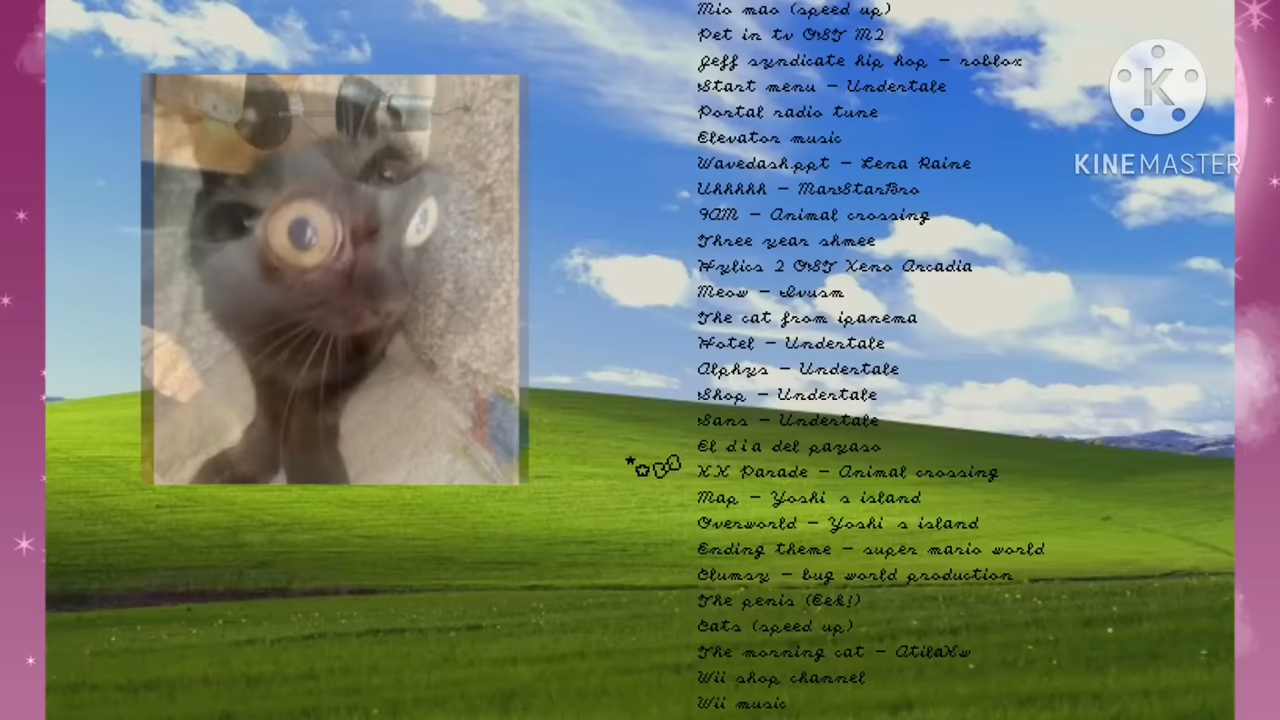 Mio mao (speed up)
Pet in tv OST M2
Jeff syndicate hip hop - roblox
Start menu - Undertale
Portal radio tune
Elevator music
Wavedash.ppt - Lena Raine
Uhhhhh - MarStarBro
9AM - Animal crossing
Three year shmee
Hylics 2 OST Xeno Arcadia
Meow - Ivusm
The cat from ipanema
Hotel - Undertale
Alphys - Undertale
Shop - Undertale
Sans - Undertale
El día del payaso
K.K Parade - Animal crossing
Map - Yoshi s island
Overworld - Yoshi s island
Ending theme - super mario world
Clumsy - bug world production
The penis (Eek!)
Cats (speed up)
The morning cat - AtilaKw
Wii shop channel
Wii music
K
KINEMASTER